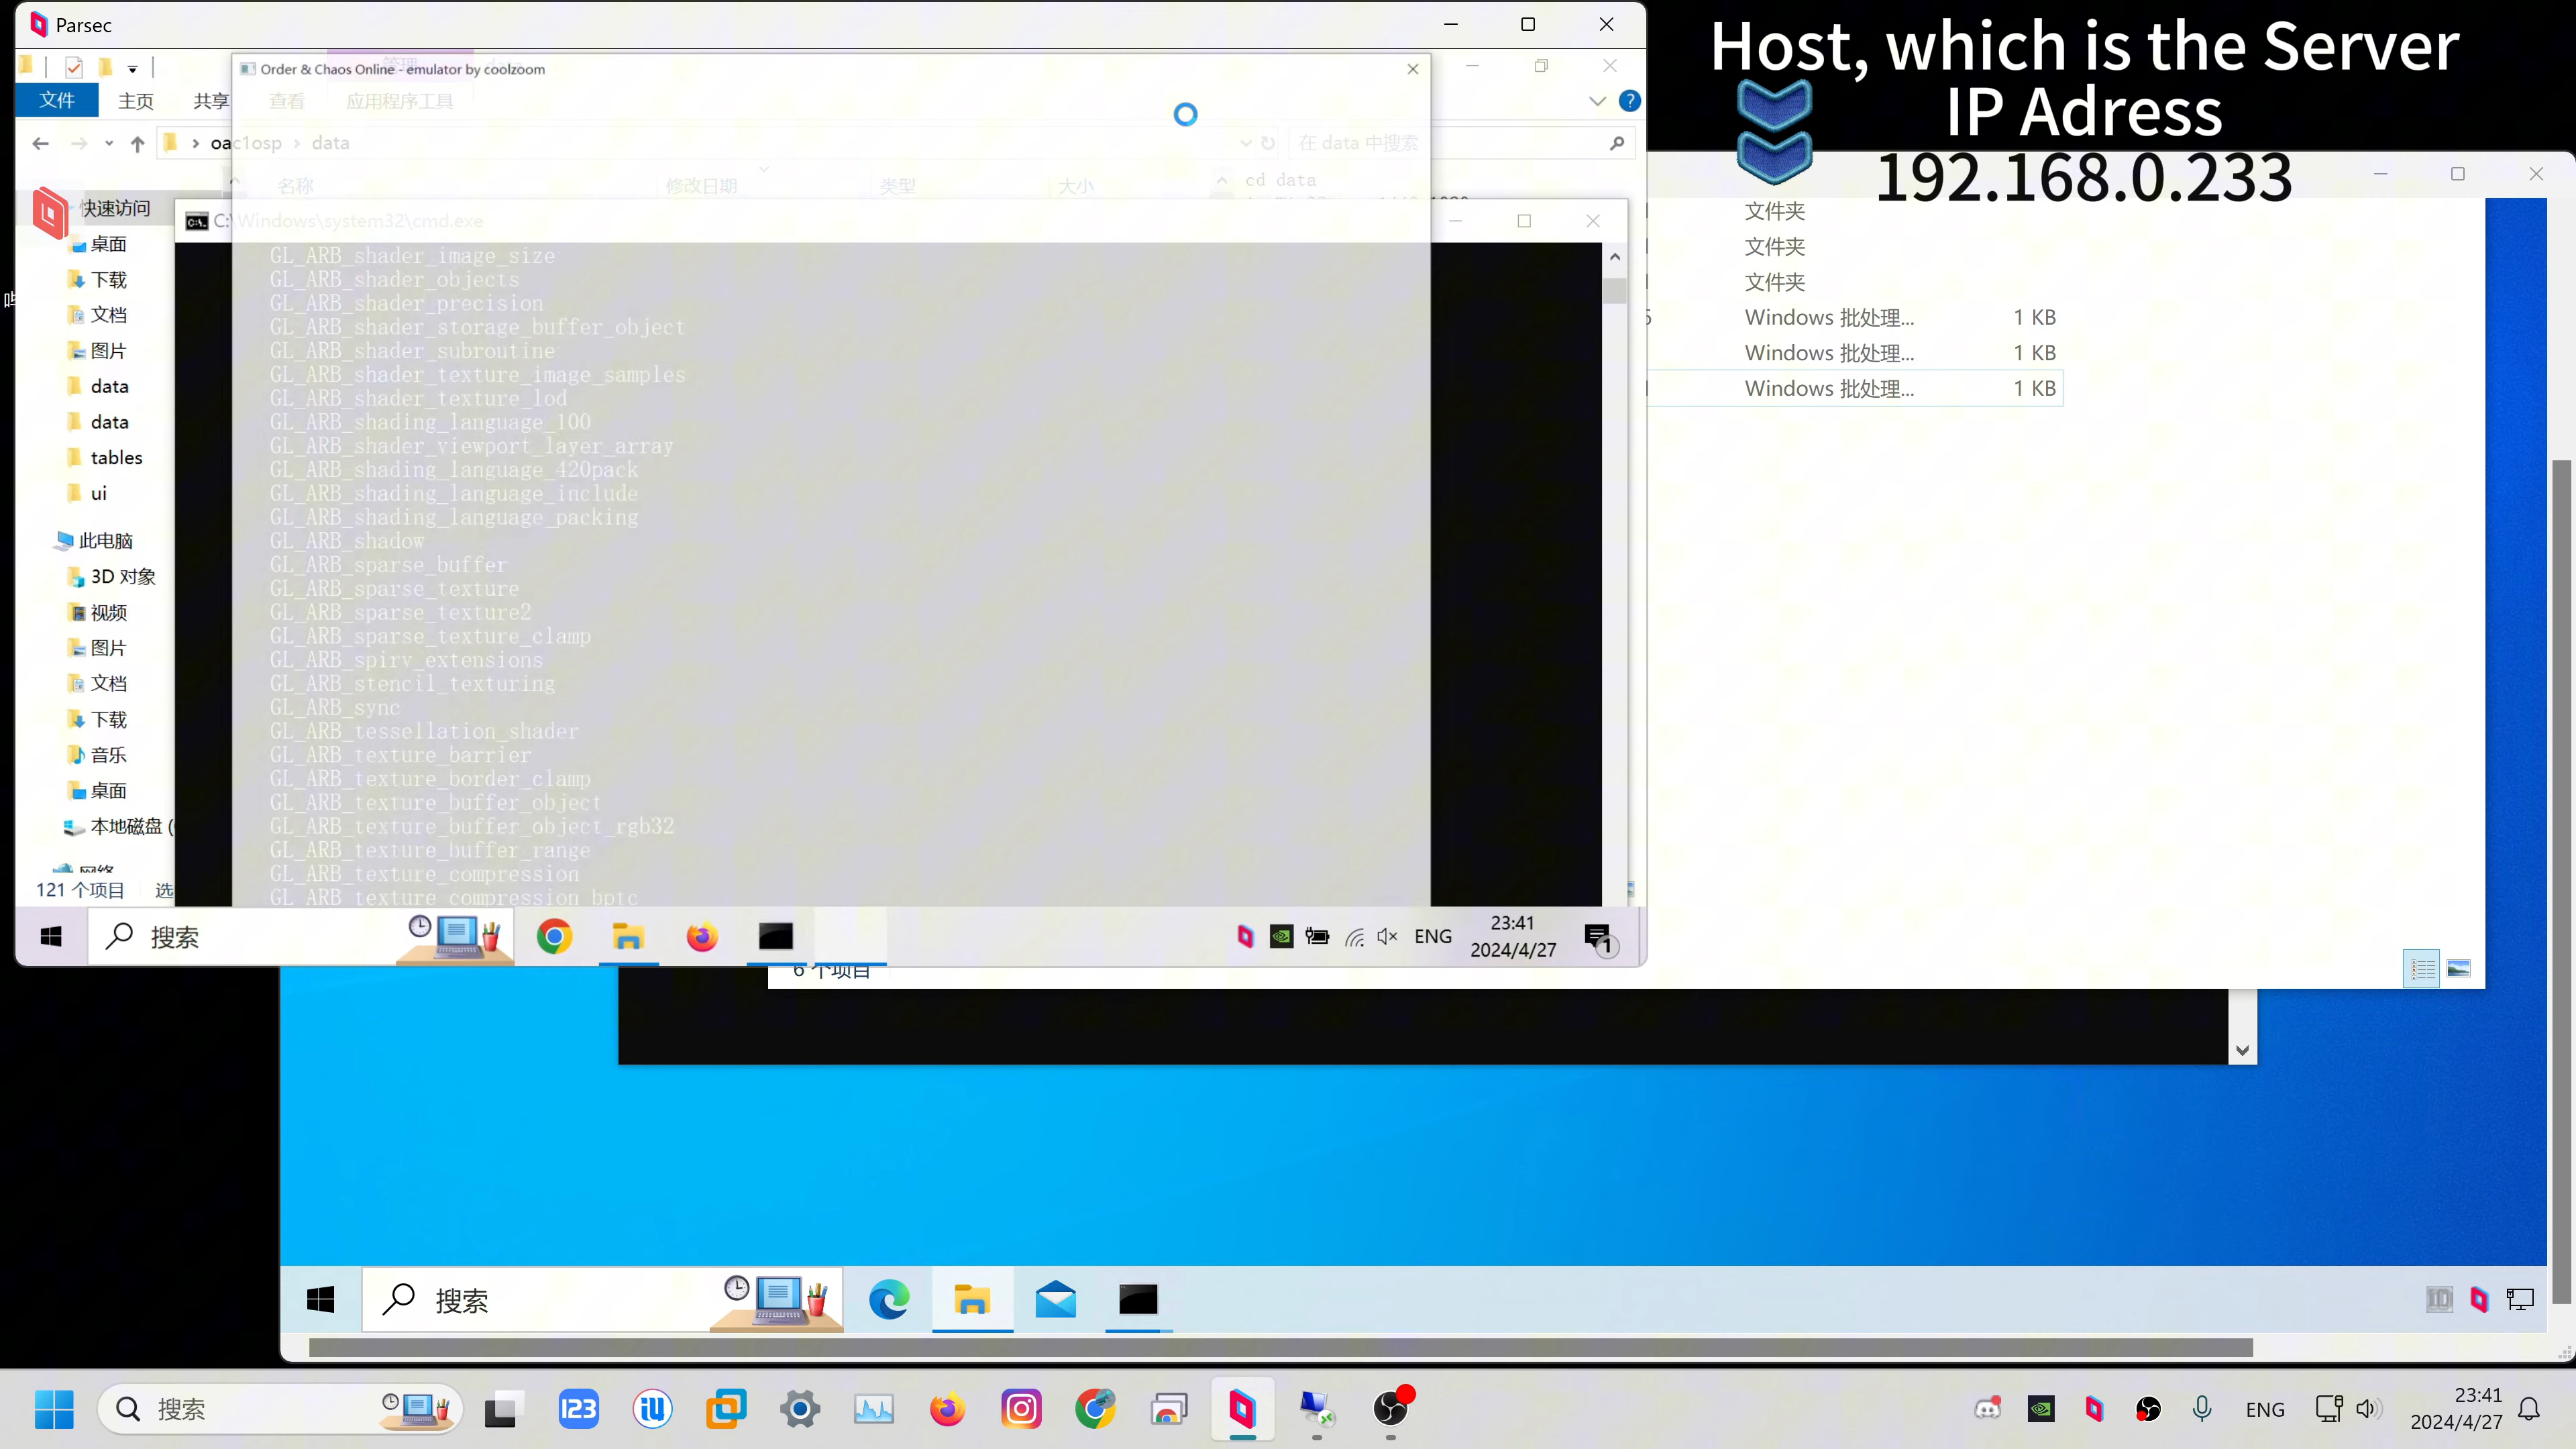 Parsec
Host, which is the Server
IP Adress
192.168.0.233
Order & Chaos Online - emulator by coolzoom
管理
文件
主页
共享
查看
应用程序工具
oac1osp
data
在 data 中搜索
名称
修改日期
类型
大小
cd data
C:\Windows\system32\cmd.exe
快速访问
桌面
下载
文档
图片
data
data
tables
ui
此电脑
3D 对象
视频
图片
文档
下载
音乐
桌面
本地磁盘 (
网络
121 个项目
选
GL_ARB_shader_image_size
GL_ARB_shader_objects
GL_ARB_shader_precision
GL_ARB_shader_storage_buffer_object
GL_ARB_shader_subroutine
GL_ARB_shader_texture_image_samples
GL_ARB_shader_texture_lod
GL_ARB_shading_language_100
GL_ARB_shader_viewport_layer_array
GL_ARB_shading_language_420pack
GL_ARB_shading_language_include
GL_ARB_shading_language_packing
GL_ARB_shadow
GL_ARB_sparse_buffer
GL_ARB_sparse_texture
GL_ARB_sparse_texture2
GL_ARB_sparse_texture_clamp
GL_ARB_spirv_extensions
GL_ARB_stencil_texturing
GL_ARB_sync
GL_ARB_tessellation_shader
GL_ARB_texture_barrier
GL_ARB_texture_border_clamp
GL_ARB_texture_buffer_object
GL_ARB_texture_buffer_object_rgb32
GL_ARB_texture_buffer_range
GL_ARB_texture_compression
GL_ARB_texture_compression_bptc
文件夹
文件夹
文件夹
Windows 批处理... 1 KB
Windows 批处理... 1 KB
Windows 批处理... 1 KB
搜索
ENG
23:41
2024/4/27
1
6 个项目
搜索
搜索
123
ENG
23:41
2024/4/27